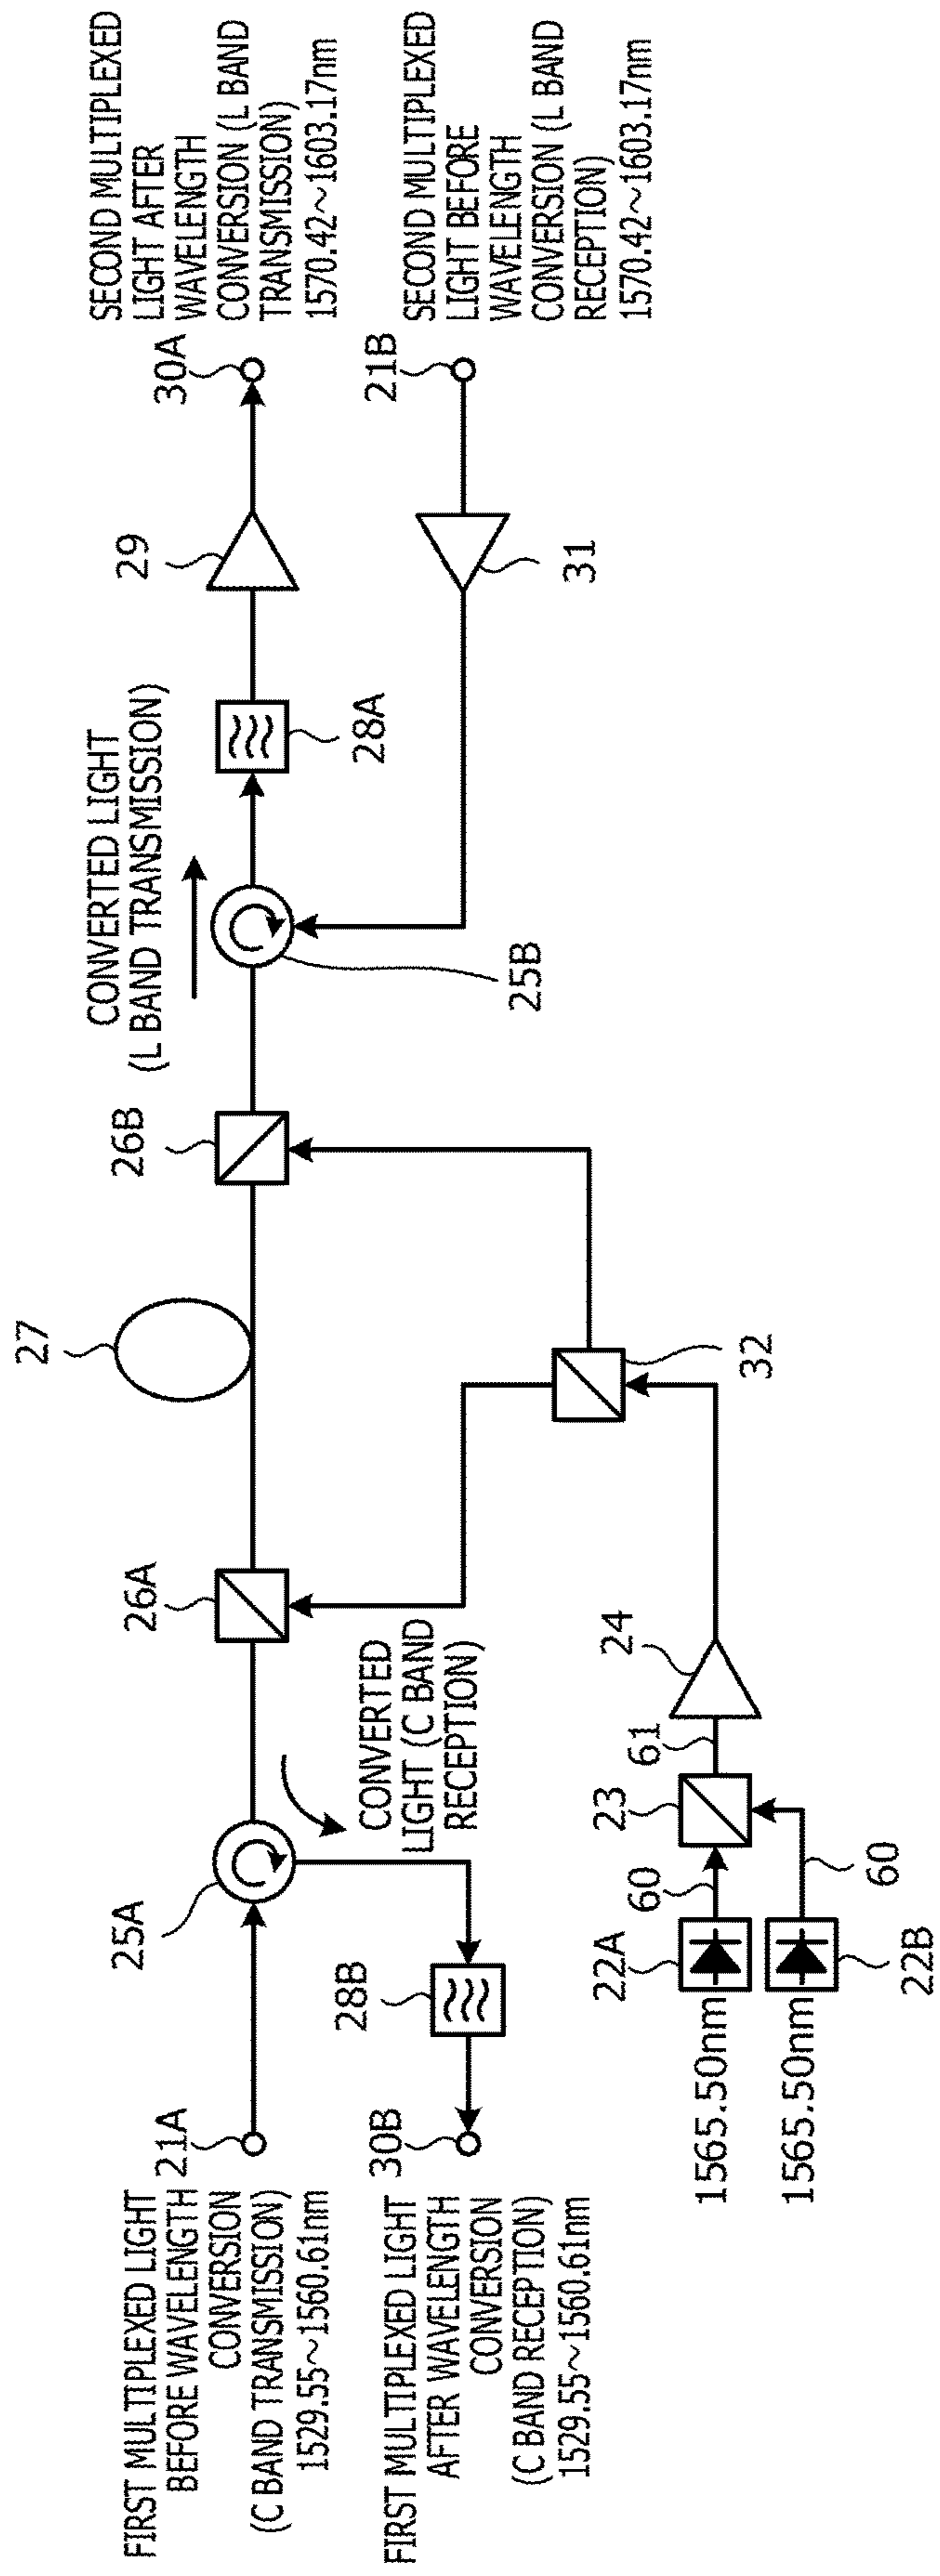 FIRST MULTIPLEXED LIGHT
BEFORE WAVELENGTH
CONVERSION
(C BAND TRANSMISSION)
1529.55~1560.61nm
21A
25A
26A
27
26B
CONVERTED LIGHT
(L BAND TRANSMISSION)
25B
28A
29
30A
SECOND MULTIPLEXED
LIGHT AFTER
WAVELENGTH
CONVERSION (L BAND
TRANSMISSION)
1570.42~1603.17nm
FIRST MULTIPLEXED LIGHT
AFTER WAVELENGTH
CONVERSION
(C BAND RECEPTION)
1529.55~1560.61nm
30B
28B
CONVERTED
LIGHT (C BAND
RECEPTION)
31
21B
SECOND MULTIPLEXED
LIGHT BEFORE
WAVELENGTH
CONVERSION (L BAND
RECEPTION)
1570.42~1603.17nm
32
1565.50nm
22A
60
23
61
24
1565.50nm
22B
60